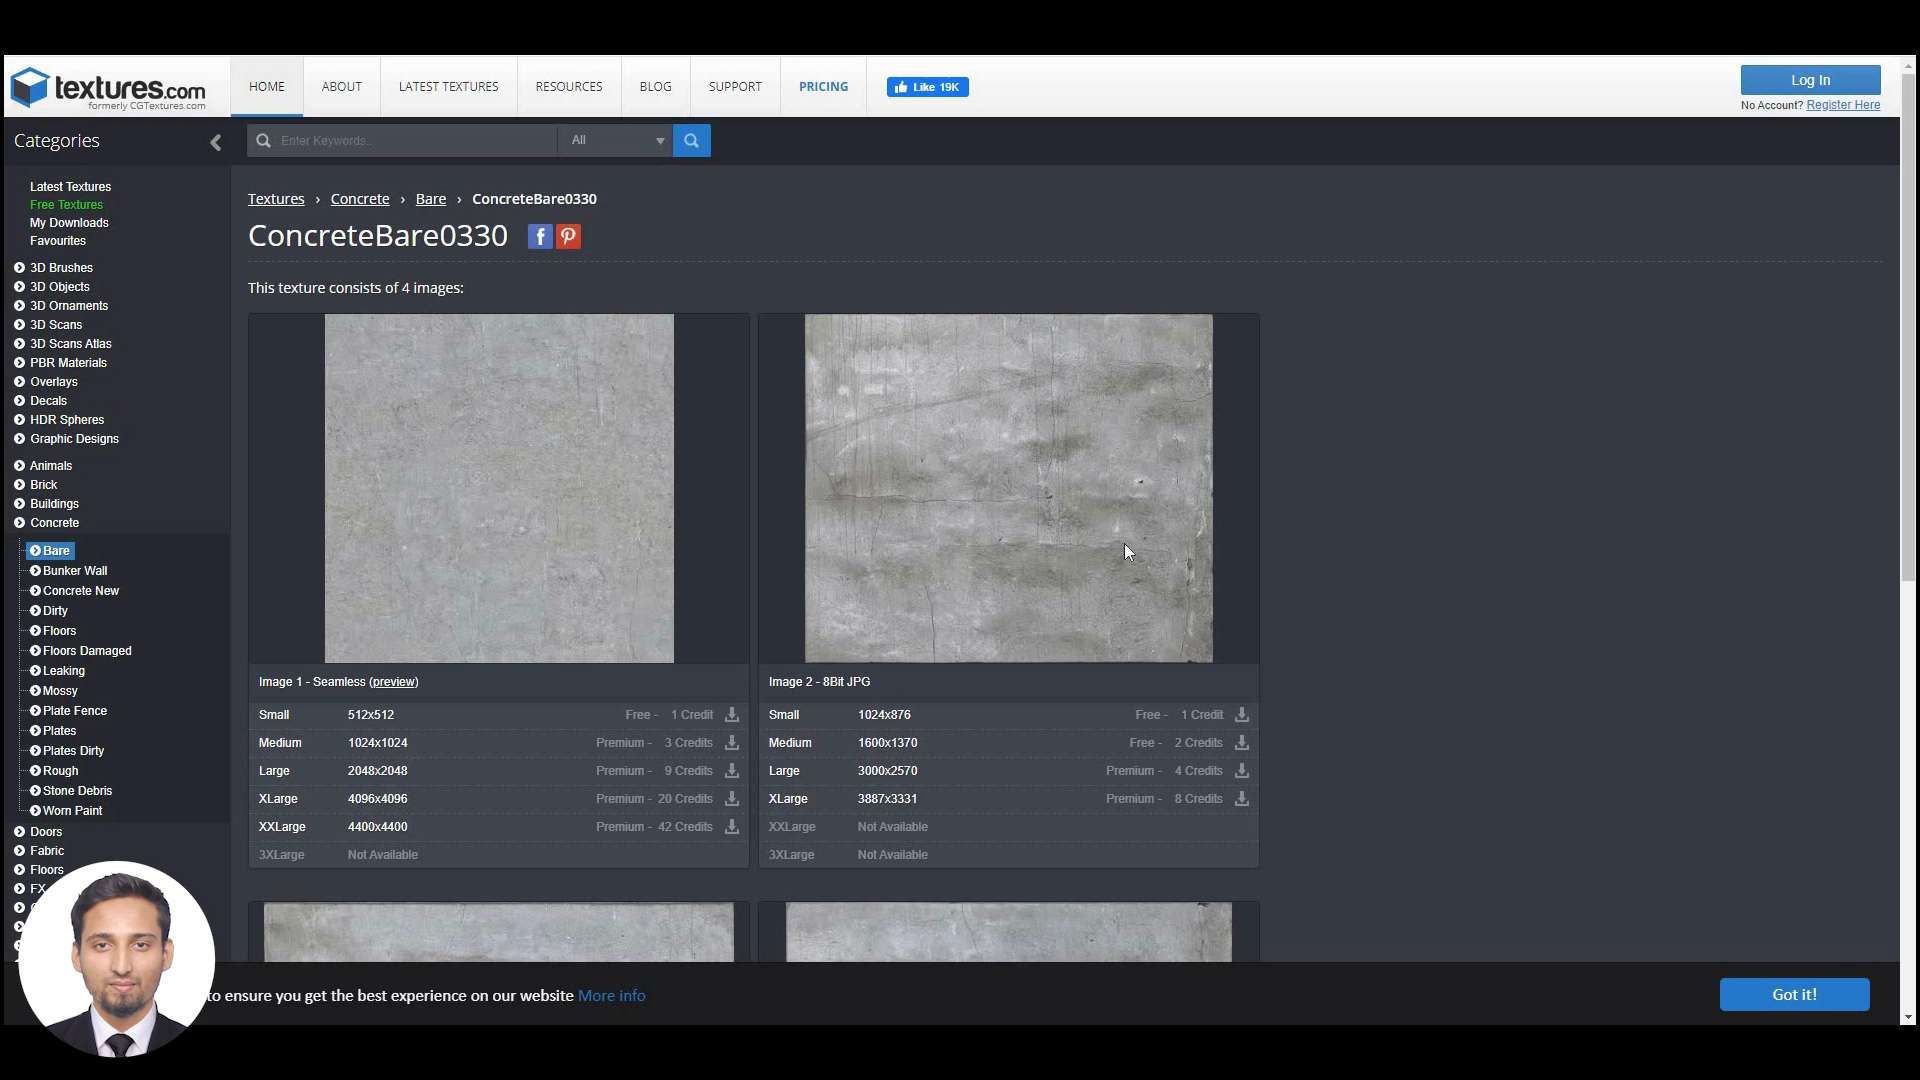 textures.com
formerly CGTextures.com
HOME
ABOUT
LATEST TEXTURES
RESOURCES
BLOG
SUPPORT
PRICING
Like 19K
Log In
No Account? Register Here
Categories
Enter Keywords..
All
Latest Textures
Free Textures
My Downloads
Favourites
3D Brushes
3D Objects
3D Ornaments
3D Scans
3D Scans Atlas
PBR Materials
Overlays
Decals
HDR Spheres
Graphic Designs
Animals
Brick
Buildings
Concrete
Bare
Bunker Wall
Concrete New
Dirty
Floors
Floors Damaged
Leaking
Mossy
Plate Fence
Plates
Plates Dirty
Rough
Stone Debris
Worn Paint
Doors
Fabric
Floors
FX
Textures › Concrete › Bare › ConcreteBare0330
ConcreteBare0330
This texture consists of 4 images:
Image 1 - Seamless (preview)
Small 512x512 Free - 1 Credit
Medium 1024x1024 Premium - 3 Credits
Large 2048x2048 Premium - 9 Credits
XLarge 4096x4096 Premium - 20 Credits
XXLarge 4400x4400 Premium - 42 Credits
3XLarge Not Available
Image 2 - 8Bit JPG
Small 1024x876 Free - 1 Credit
Medium 1600x1370 Free - 2 Credits
Large 3000x2570 Premium - 4 Credits
XLarge 3887x3331 Premium - 8 Credits
XXLarge Not Available
3XLarge Not Available
to ensure you get the best experience on our website More info
Got it!